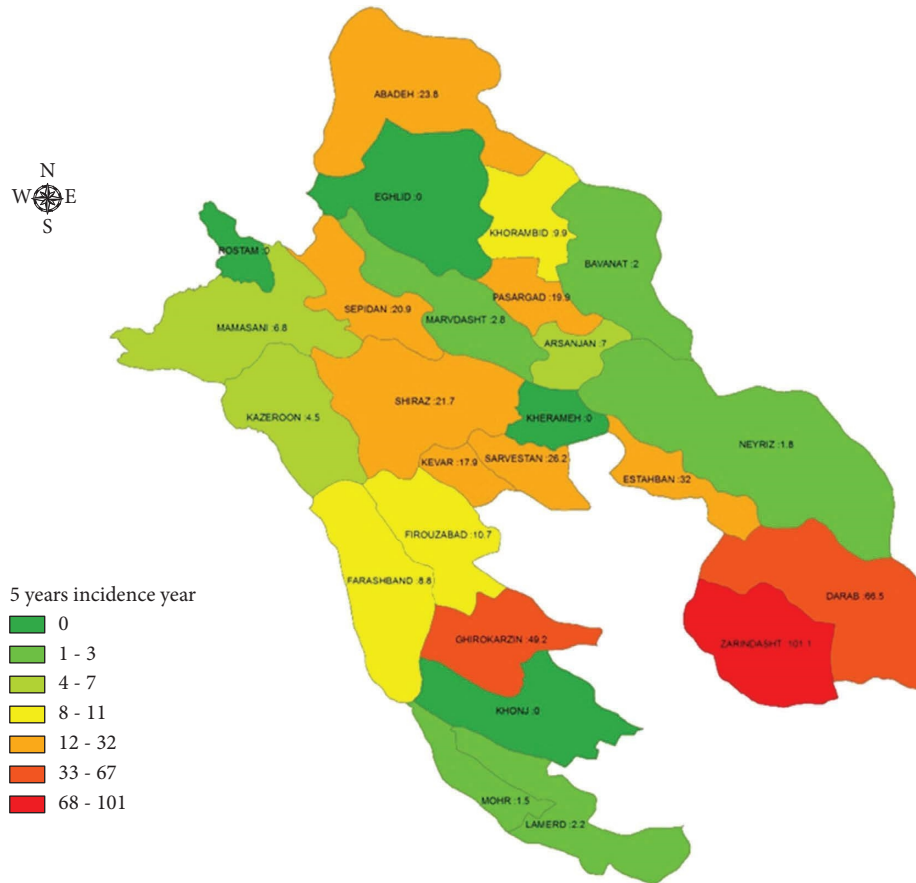 ABADEH :23.8
N
W E
S
EGHLID :0
KHORAMBID :9.9
ROSTAM :0
BAVANAT :2
PASARGAD :19.9
SEPIDAN :20.9
MARVDASHT :2.8
MAMASANI :6.8
ARSANJAN :7
SHIRAZ :21.7
KAZEROON :4.5
KHERAMEH :0
NEYRIZ :1.8
KEVAR :17.9
SARVESTAN :26.2
ESTAHBAN :32
FIROUZABAD :10.7
FARASHBAND :8.8
DARAB :66.5
GHIROKARZIN :49.2
ZARINDASHT :101.1
KHONJ :0
MOHR :1.5
LAMERD :2.2
5 years incidence year
0
1 - 3
4 - 7
8 - 11
12 - 32
33 - 67
68 - 101